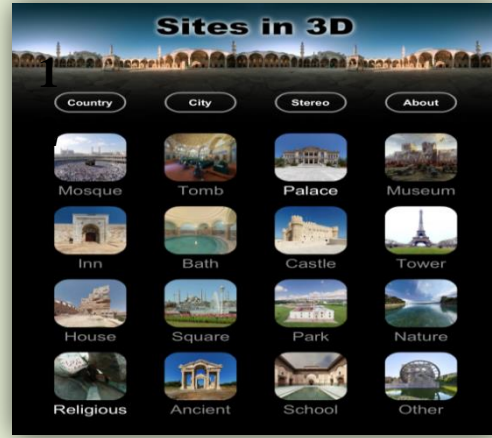 Sites in 3D
1
Country City Stereo About
Mosque Tomb Palace Museum
Inn Bath Castle Tower
House Square Park Nature
Religious Ancient School Other